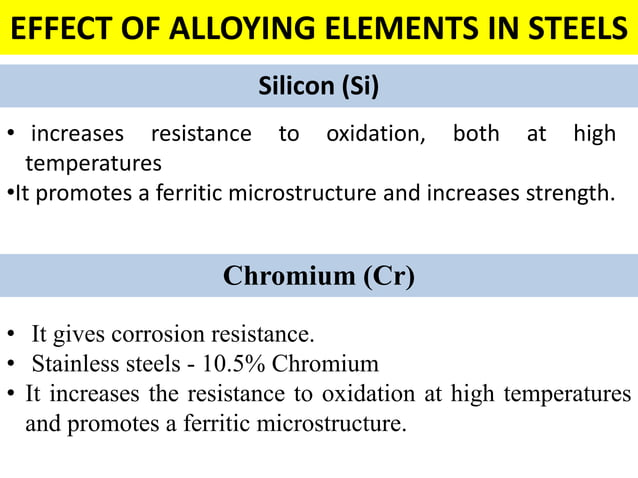 EFFECT OF ALLOYING ELEMENTS IN STEELS
Silicon (Si)
• increases resistance to oxidation, both at high
temperatures
•It promotes a ferritic microstructure and increases strength.
Chromium (Cr)
• It gives corrosion resistance.
• Stainless steels - 10.5% Chromium
• It increases the resistance to oxidation at high temperatures
and promotes a ferritic microstructure.